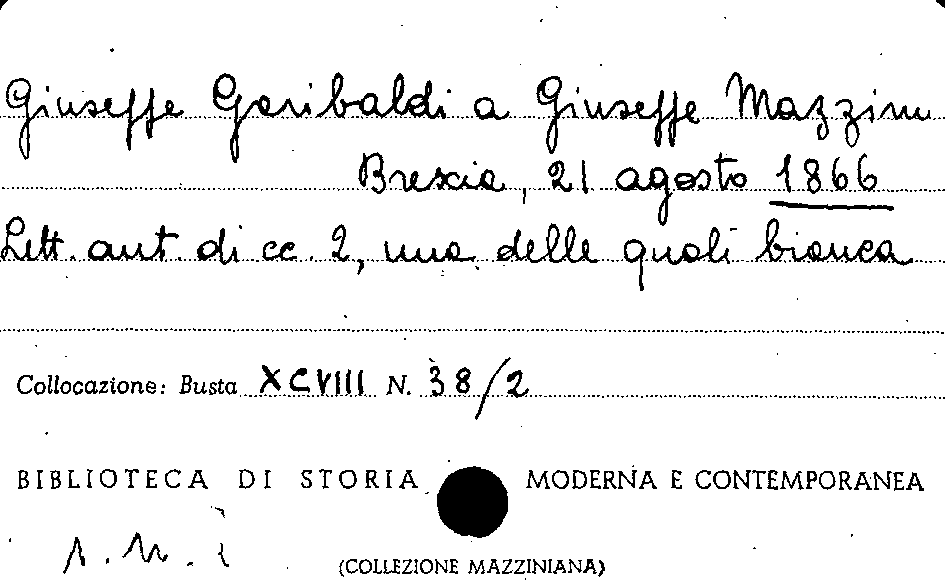 Giuseppe Garibaldi a Giuseppe Mazzini
Brescia, 21 agosto 1866
Lett. aut. di cc. 2, una delle quali bianca
Collocazione: Busta XCVIII N. 38/2
BIBLIOTECA DI STORIA MODERNA E CONTEMPORANEA
(COLLEZIONE MAZZINIANA)